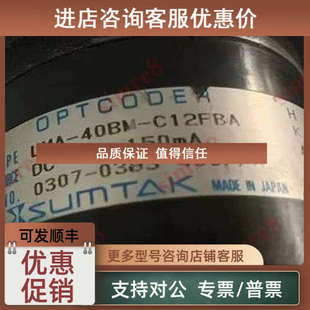 进店咨询客服优惠价
OPTCODER
-40BM-C12FBA
DC 150mA
品质保证 值得信任
0307-0303
SUMTAK
MADE IN JAPAN
可发顺丰
优惠
促销
更多型号咨询店铺客服
支持对公 专票/普票